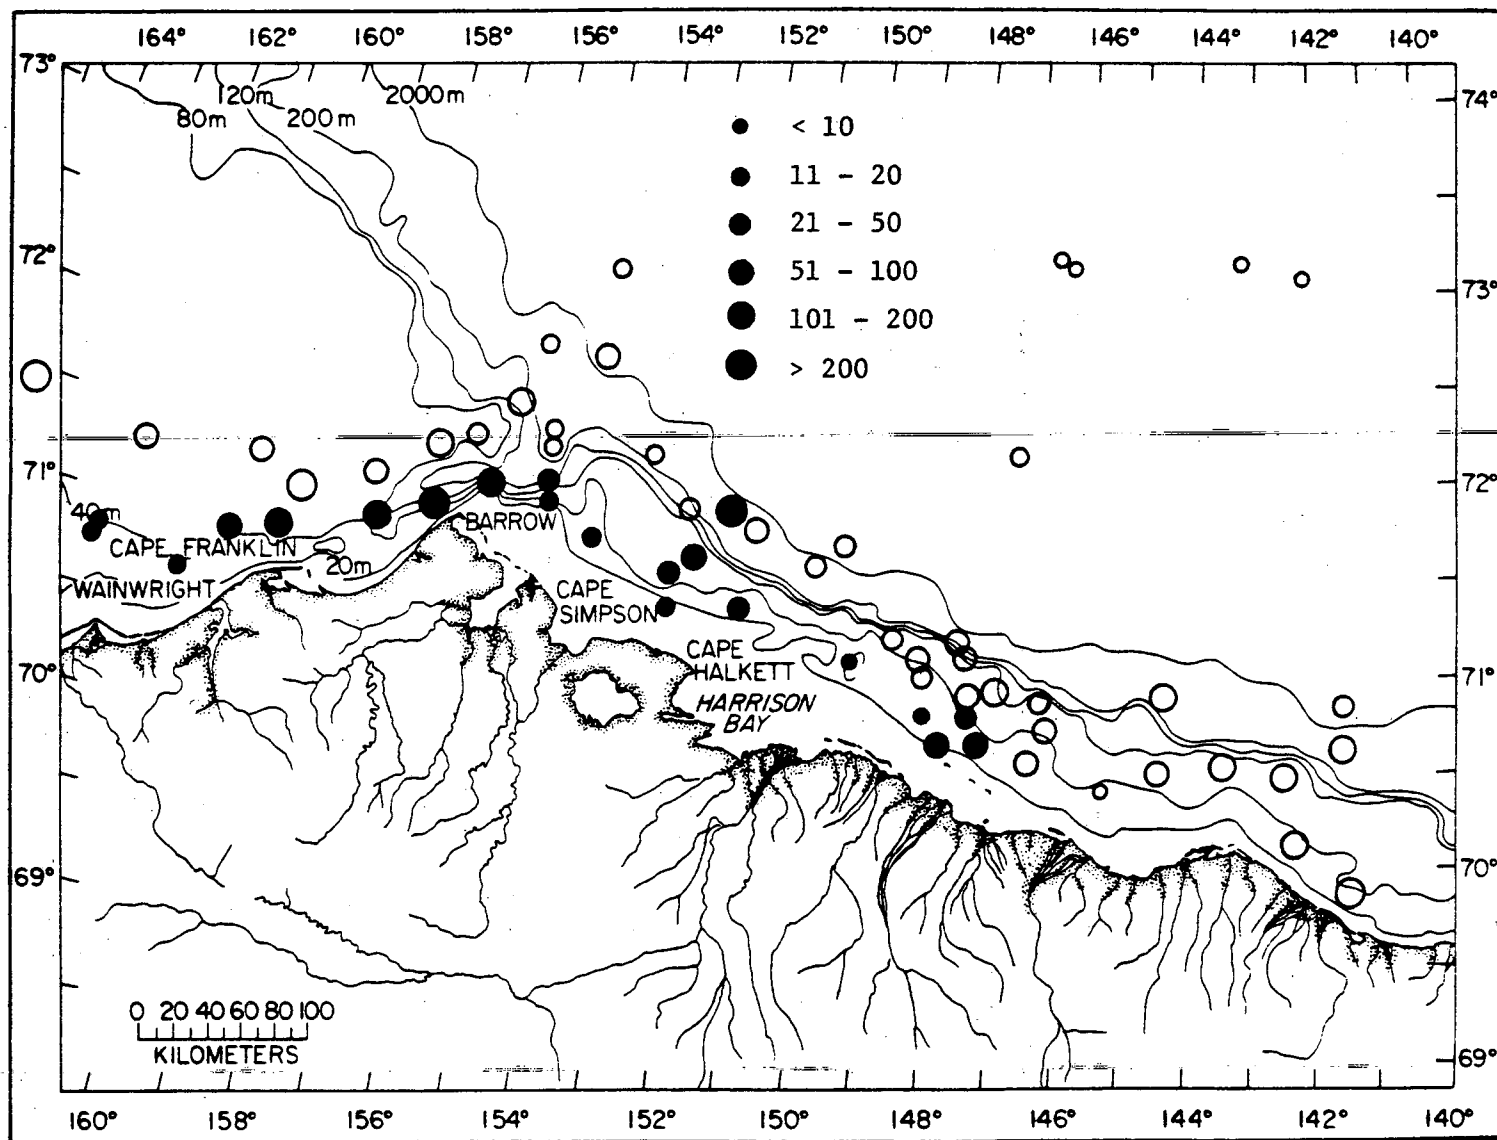 164° 162° 160° 158° 156° 154° 152° 150° 148° 146° 144° 142° 140°
73°
120m
2000m
80m
200m
74°
< 10
11 - 20
21 - 50
51 - 100
101 - 200
> 200
72°
73°
71°
72°
40m
BARROW
CAPE FRANKLIN
20m
WAINWRIGHT
CAPE
SIMPSON
CAPE
HALKETT
70°
71°
HARRISON
BAY
69°
70°
0 20 40 60 80 100
KILOMETERS
69°
160° 158° 156° 154° 152° 150° 148° 146° 144° 142° 140°